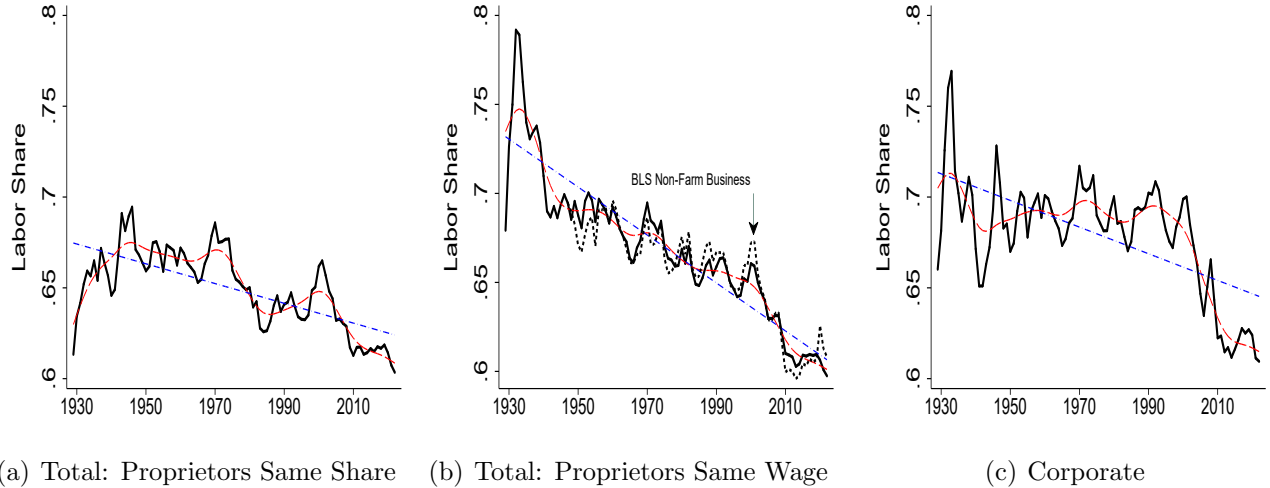 .8
.75
.7
.65
.6
Labor Share
1930 1950 1970 1990 2010
(a) Total: Proprietors Same Share
.8
.75
.7
.65
.6
Labor Share
BLS Non-Farm Business
1930 1950 1970 1990 2010
(b) Total: Proprietors Same Wage
.8
.75
.7
.65
.6
Labor Share
1930 1950 1970 1990 2010
(c) Corporate